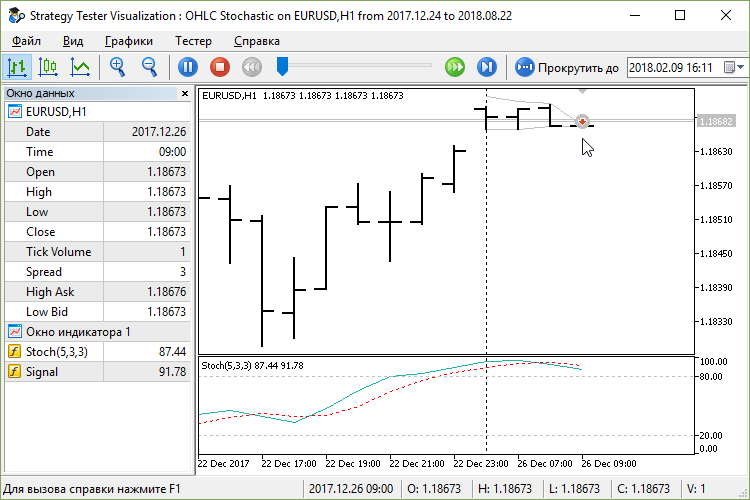 Strategy Tester Visualization : OHLC Stochastic on EURUSD,H1 from 2017.12.24 to 2018.08.22
Файл Вид Графики Тестер Справка
Прокрутить до 2018.02.09 16:11
Окно данных
EURUSD,H1
Date 2017.12.26
Time 09:00
Open 1.18673
High 1.18673
Low 1.18673
Close 1.18673
Tick Volume 1
Spread 3
High Ask 1.18676
Low Bid 1.18673
Окно индикатора 1
Stoch(5,3,3) 87.44
Signal 91.78
EURUSD,H1 1.18673 1.18673 1.18673 1.18673
1.18682
1.18630
1.18570
1.18510
1.18450
1.18390
1.18330
Stoch(5,3,3) 87.44 91.78
100.00
80.00
20.00
0.00
22 Dec 2017 22 Dec 17:00 22 Dec 19:00 22 Dec 21:00 22 Dec 23:00 26 Dec 07:00 26 Dec 09:00
Для вызова справки нажмите F1 2017.12.26 09:00 O: 1.18673 H: 1.18673 L: 1.18673 C: 1.18673 V: 1